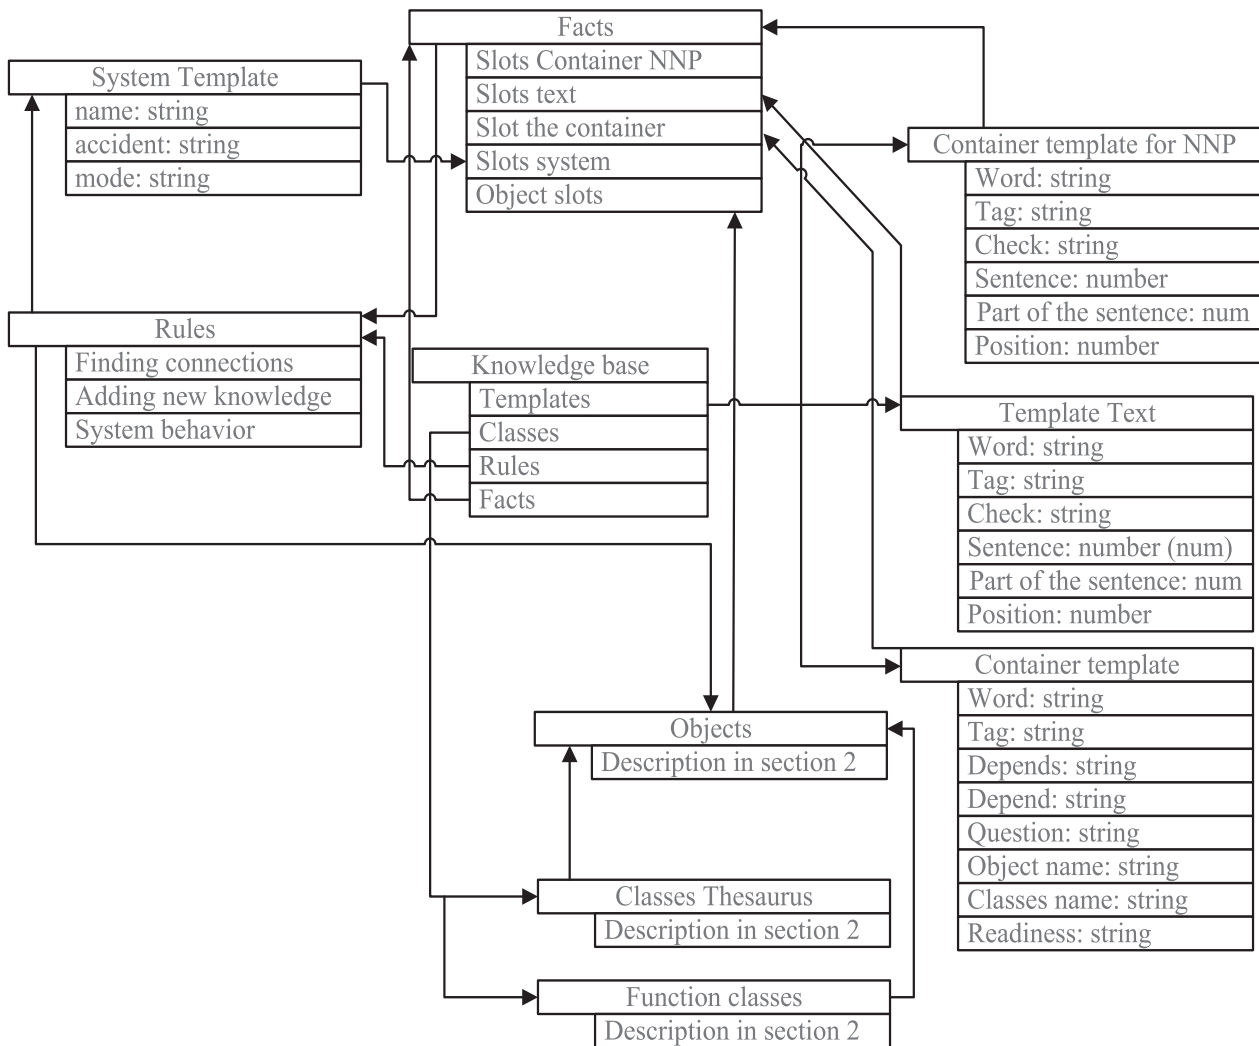 Facts
Slots Container NNP
Slots text
Slot the container
Slots system
Object slots
System Template
name: string
accident: string
mode: string
Container template for NNP
Word: string
Tag: string
Check: string
Sentence: number
Part of the sentence: num
Position: number
Rules
Finding connections
Adding new knowledge
System behavior
Knowledge base
Templates
Classes
Rules
Facts
Template Text
Word: string
Tag: string
Check: string
Sentence: number (num)
Part of the sentence: num
Position: number
Container template
Word: string
Tag: string
Depends: string
Depend: string
Question: string
Object name: string
Classes name: string
Readiness: string
Objects
Description in section 2
Classes Thesaurus
Description in section 2
Function classes
Description in section 2